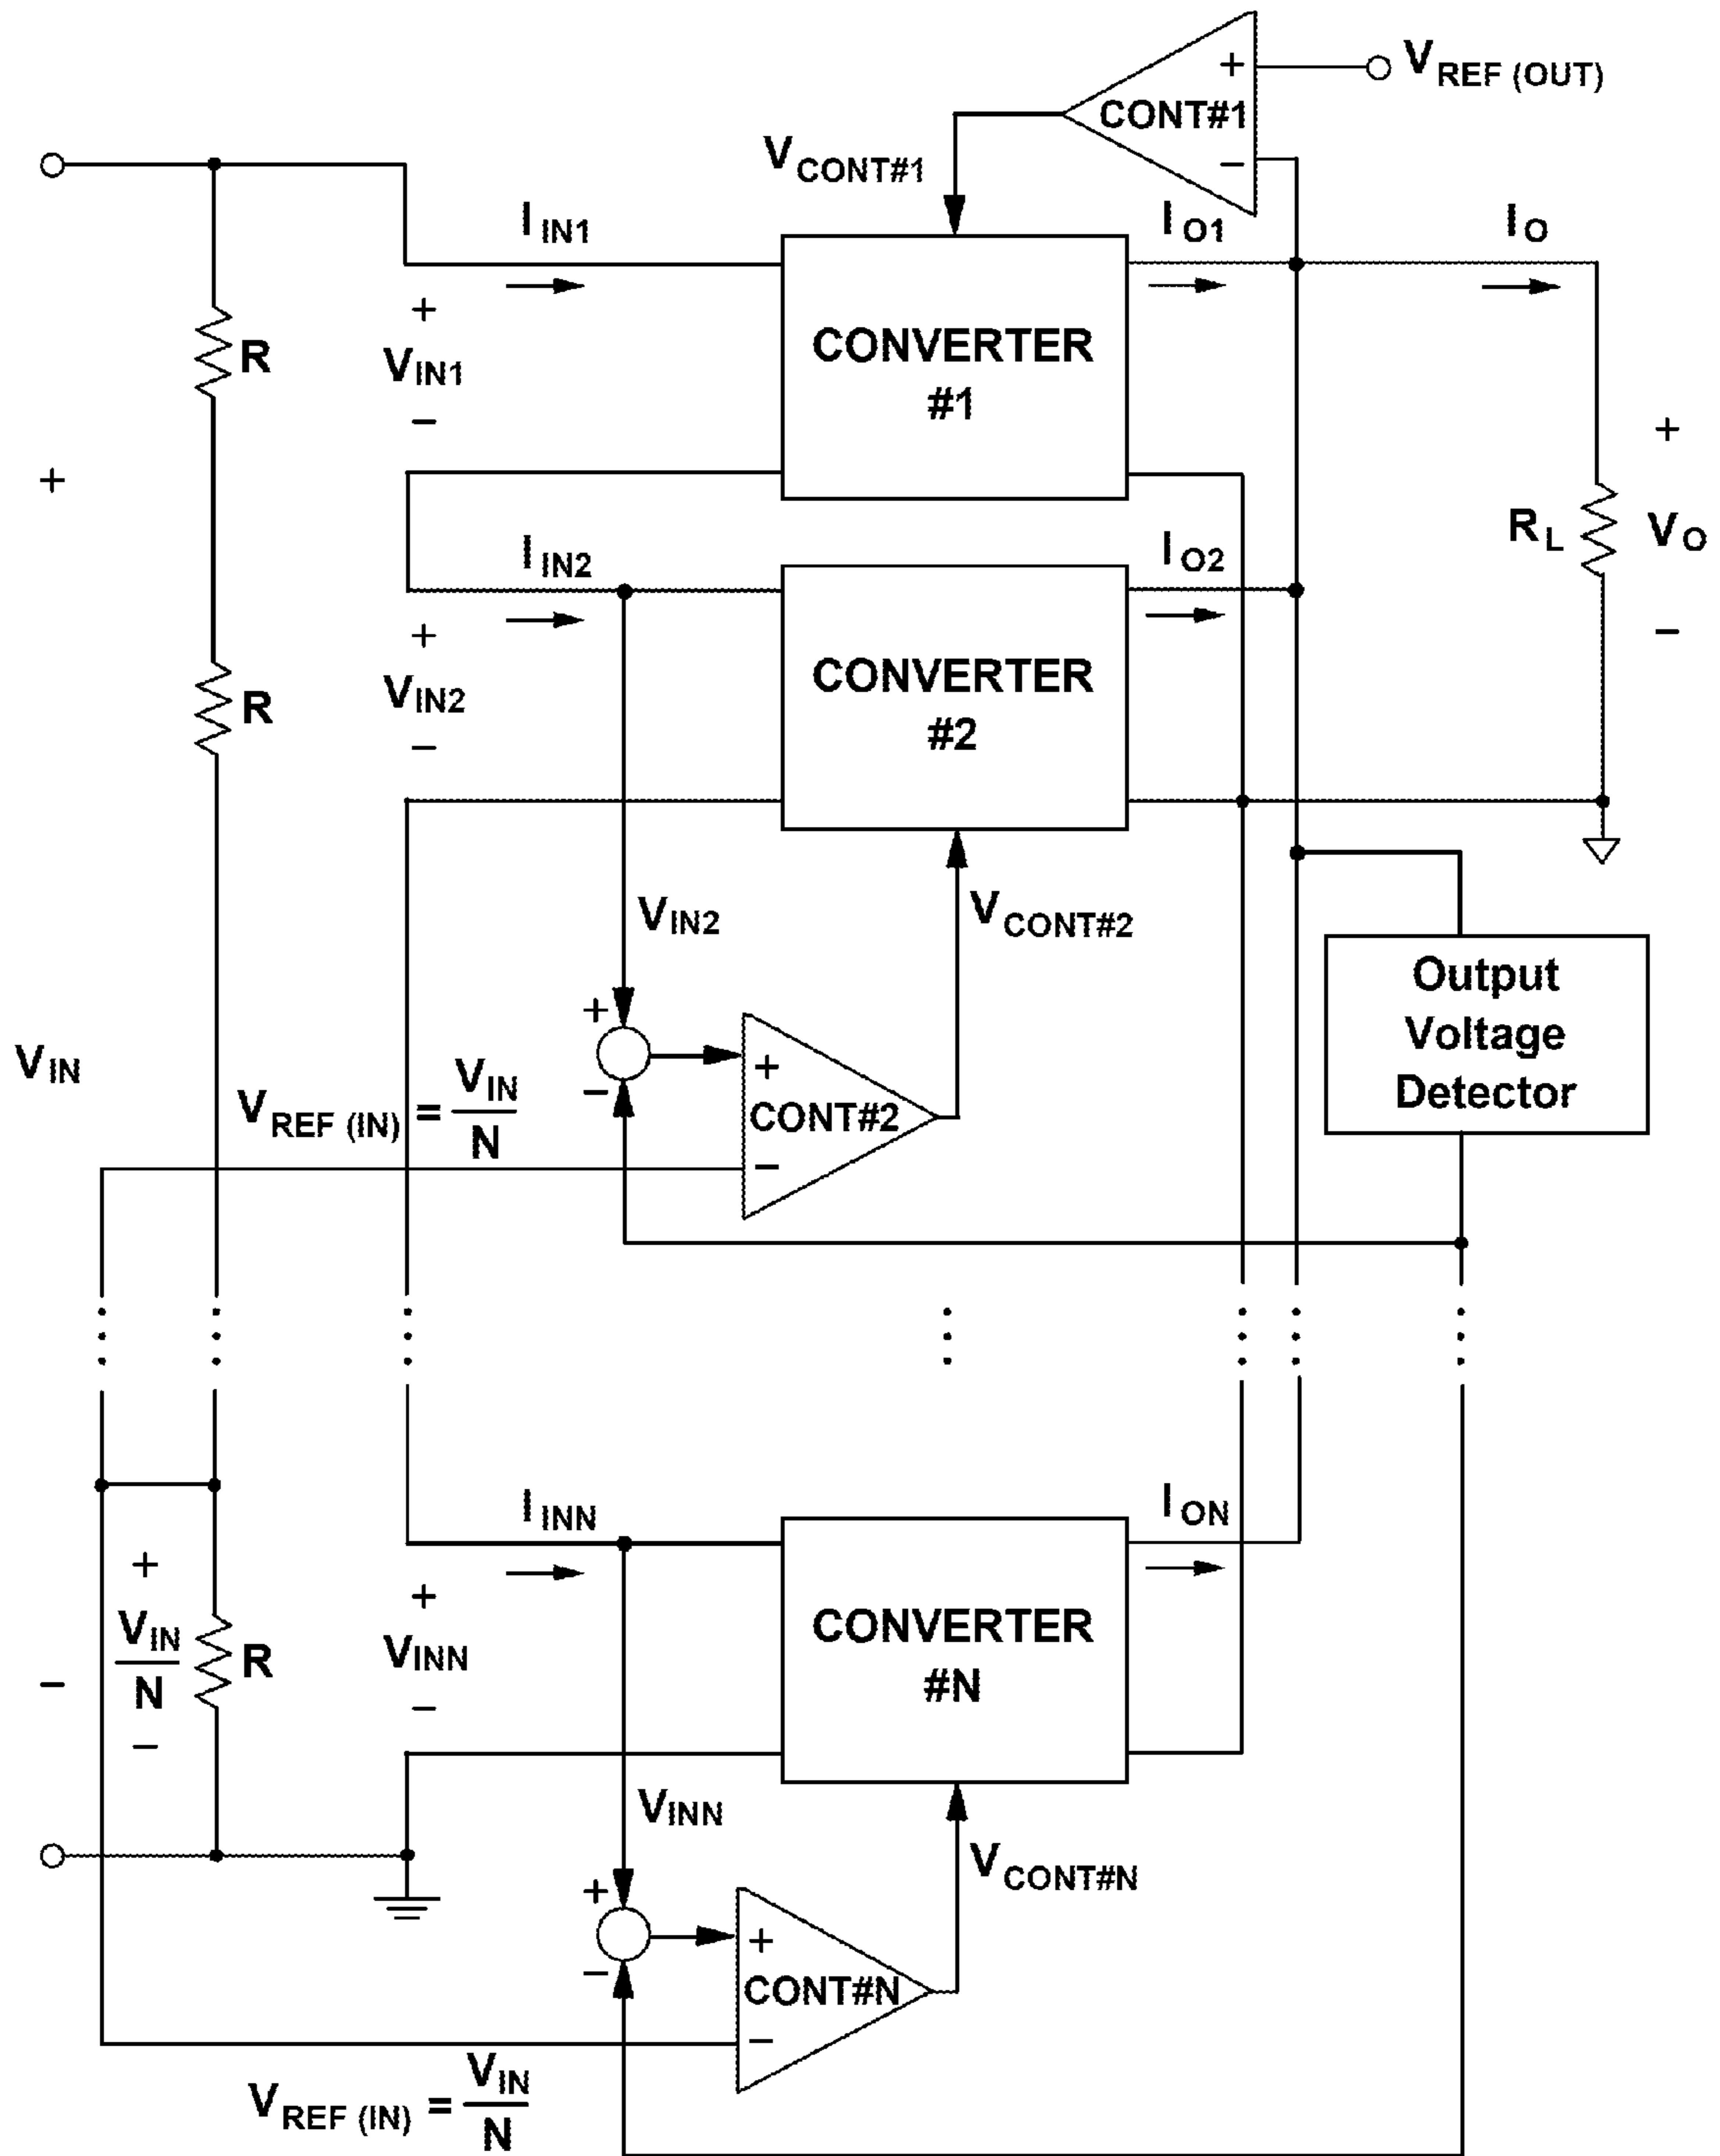 V REF (OUT)
+
CONT#1
−
V CONT#1
I IN1
I O1
I O
+
R
V IN1
−
CONVERTER
#1
+
+
R L
V O
−
I IN2
I O2
+
R
V IN2
−
CONVERTER
#2
V IN2
V CONT#2
Output
Voltage
Detector
V IN
+
−
V REF (IN) = V IN / N
+
CONT#2
−
I INN
I ON
+
V IN / N
−
R
+
V INN
−
CONVERTER
#N
−
V INN
V CONT#N
+
−
+
CONT#N
−
V REF (IN) = V IN / N